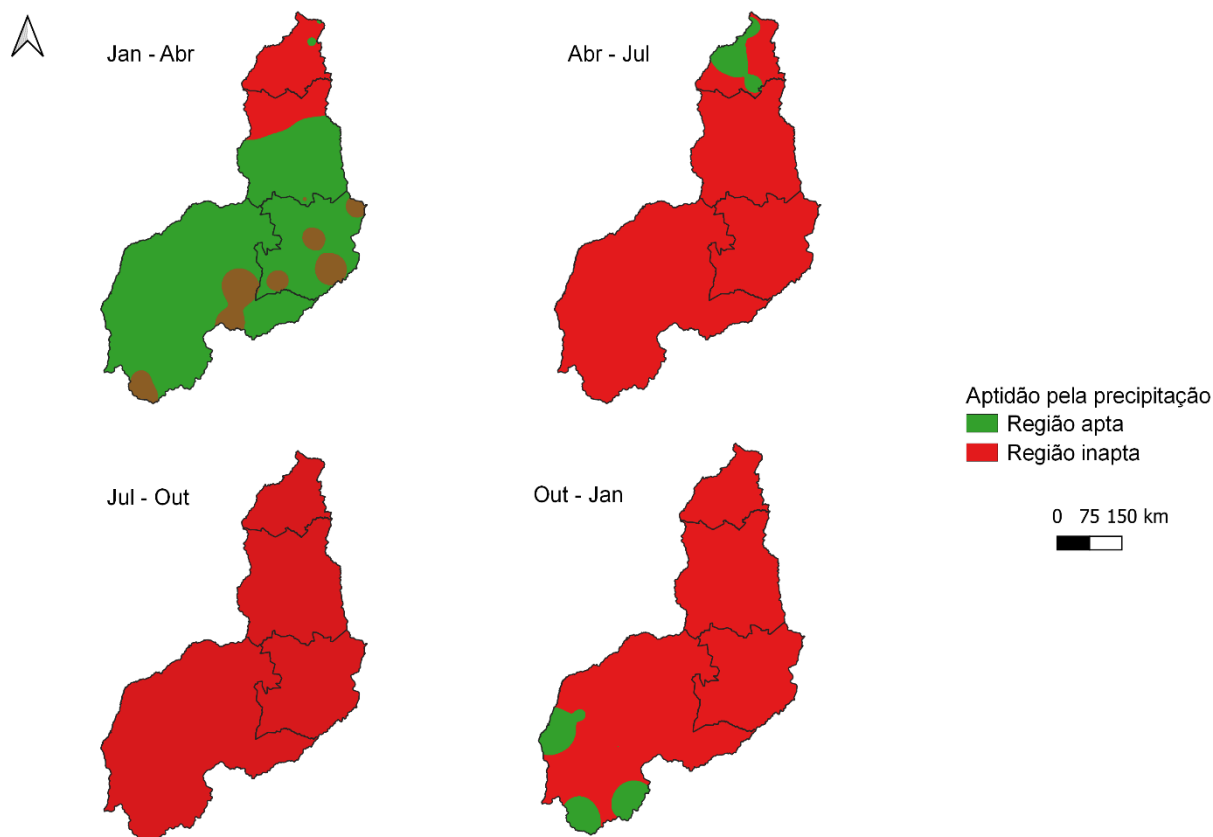 Jan - Abr
Abr - Jul
Aptidão pela precipitação
Região apta
Região inapta
Jul - Out
Out - Jan
0 75 150 km